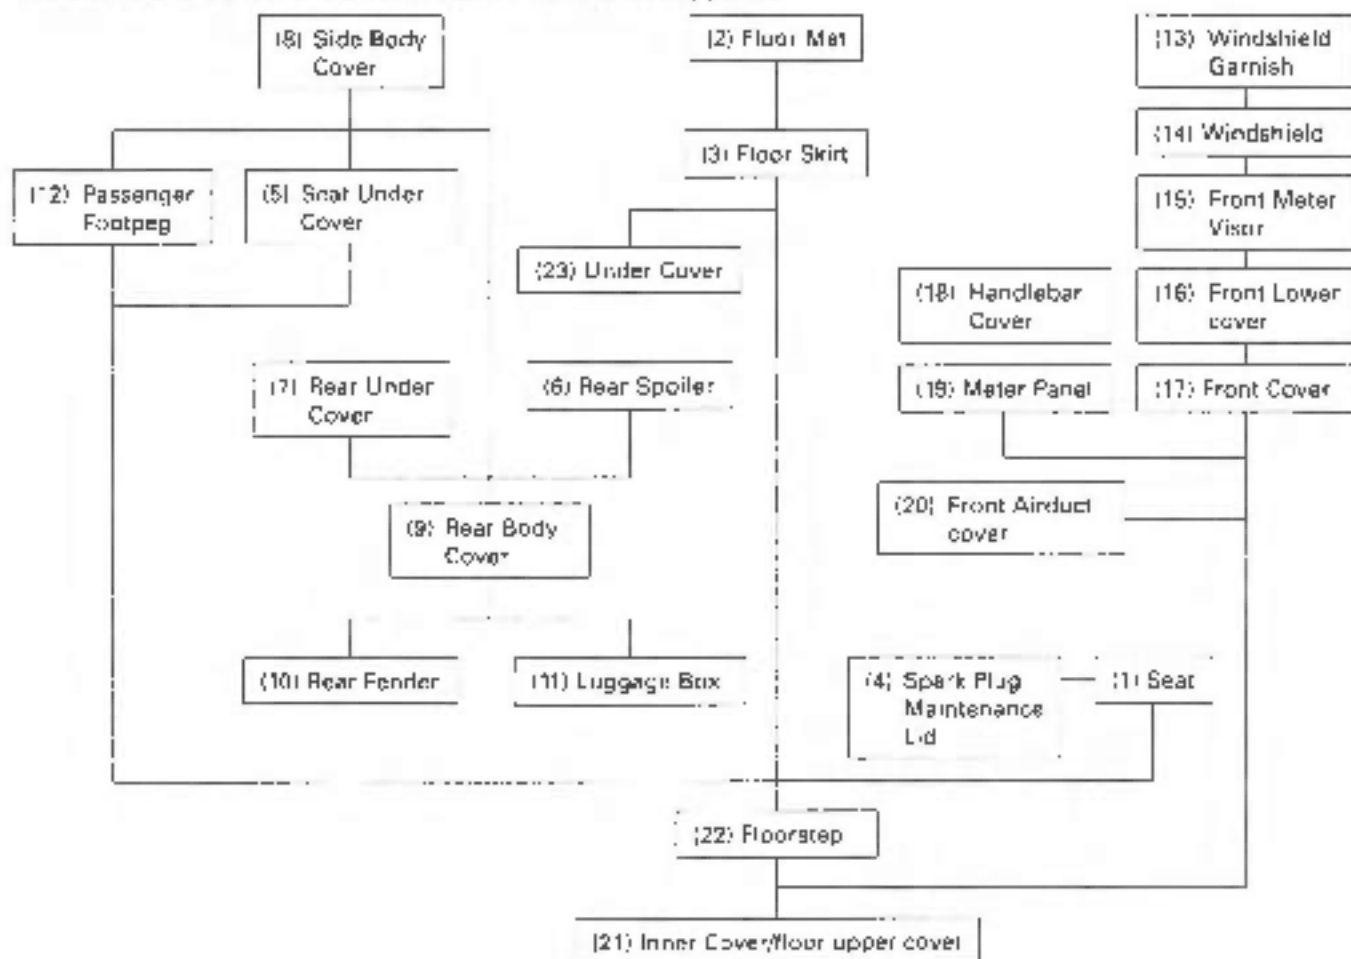 (8) Side Body
Cover
(2) Floor Mat
(13) Windshield
Garnish
(14) Windshield
(3) Floor Skirt
(12) Passenger
Footpeg
(5) Seat Under
Cover
(15) Front Meter
Visor
(23) Under Cover
(18) Handlebar
Cover
(16) Front Lower
cover
(7) Rear Under
Cover
(6) Rear Spoiler
(19) Meter Panel
(17) Front Cover
(20) Front Airduct
cover
(9) Rear Body
Cover
(10) Rear Fender
(11) Luggage Box
(4) Spark Plug
Maintenance
Lid
(1) Seat
(22) Floorstep
(21) Inner Cover/floor upper cover